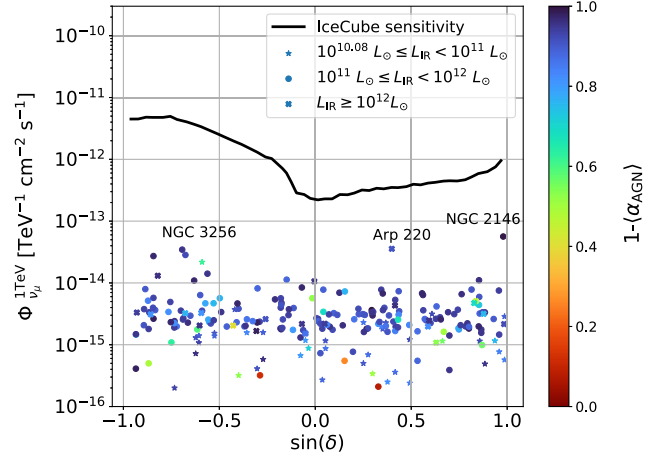 IceCube sensitivity
10^10.08 L⊙ ≤ L_IR < 10^11 L⊙
10^11 L⊙ ≤ L_IR < 10^12 L⊙
L_IR ≥ 10^12 L⊙
NGC 3256
Arp 220
NGC 2146
10^−10
10^−11
10^−12
10^−13
10^−14
10^−15
10^−16
Φ_νμ^1TeV [TeV^−1 cm^−2 s^−1]
−1.0
−0.5
0.0
0.5
1.0
sin(δ)
1.0
0.8
0.6
0.4
0.2
0.0
1-⟨α_AGN⟩